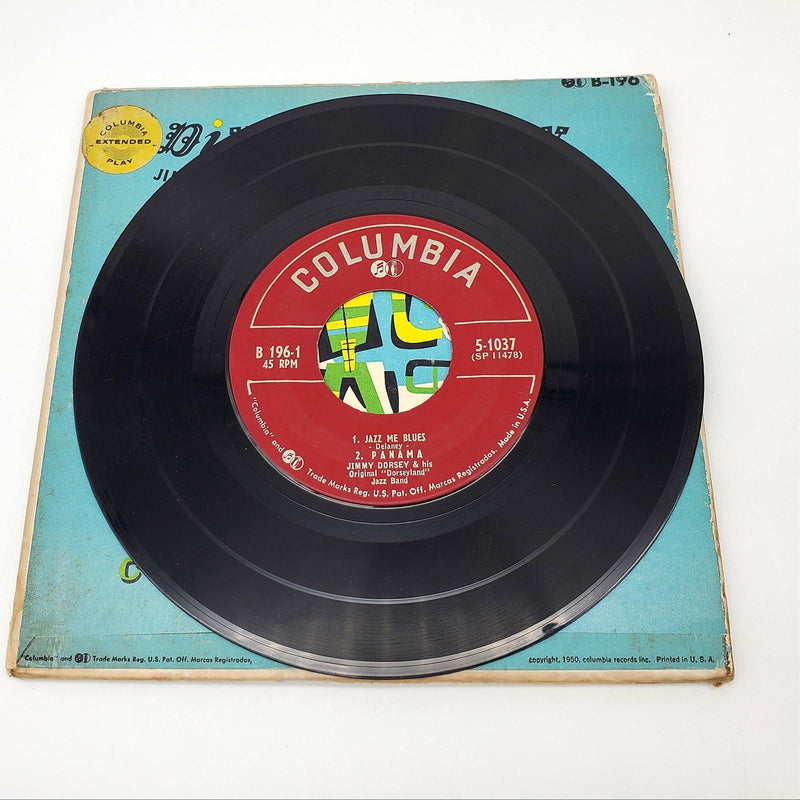 B-196
COLUMBIA
EXTENDED
PLAY
Di
COLUMBIA
B 196-1
45 RPM
5-1037
(SP 11478)
1. JAZZ ME BLUES
- Delaney -
2. PANAMA
JIMMY DORSEY & his
Original "Dorseyland"
Jazz Band
"Columbia" and Trade Marks Reg. U.S. Pat. Off. Marcas Registradas. Made in U.S.A.
"Columbia" and Trade Marks Reg. U.S. Pat. Off. Marcas Registradas,
copyright, 1950, columbia records inc. Printed in U. S. A.